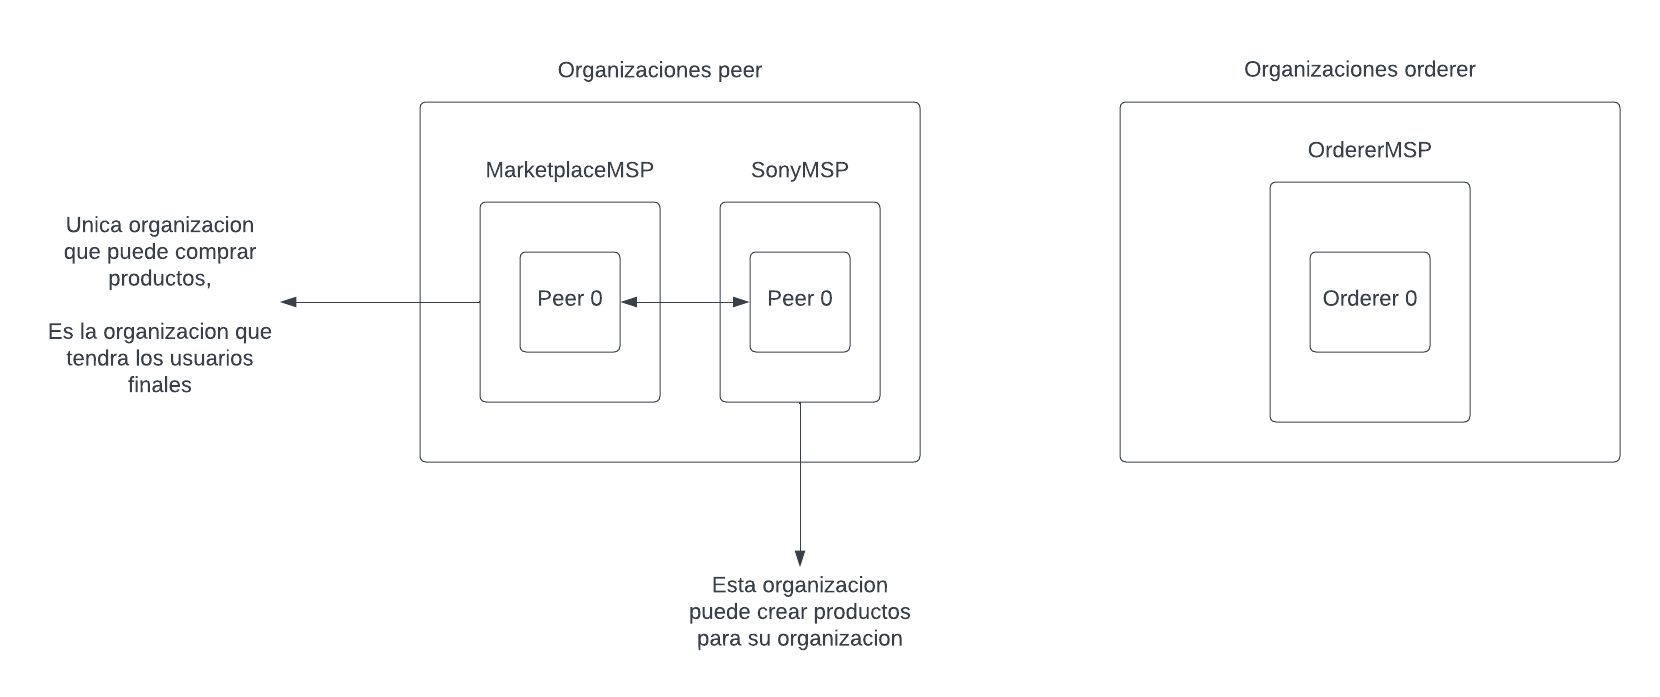 Organizaciones peer
Organizaciones orderer
OrdererMSP
MarketplaceMSP
SonyMSP
Unica organizacion
que puede comprar
productos,
Es la organizacion que
tendra los usuarios
finales
Peer 0
Peer 0
Orderer 0
Esta organizacion
puede crear productos
para su organizacion